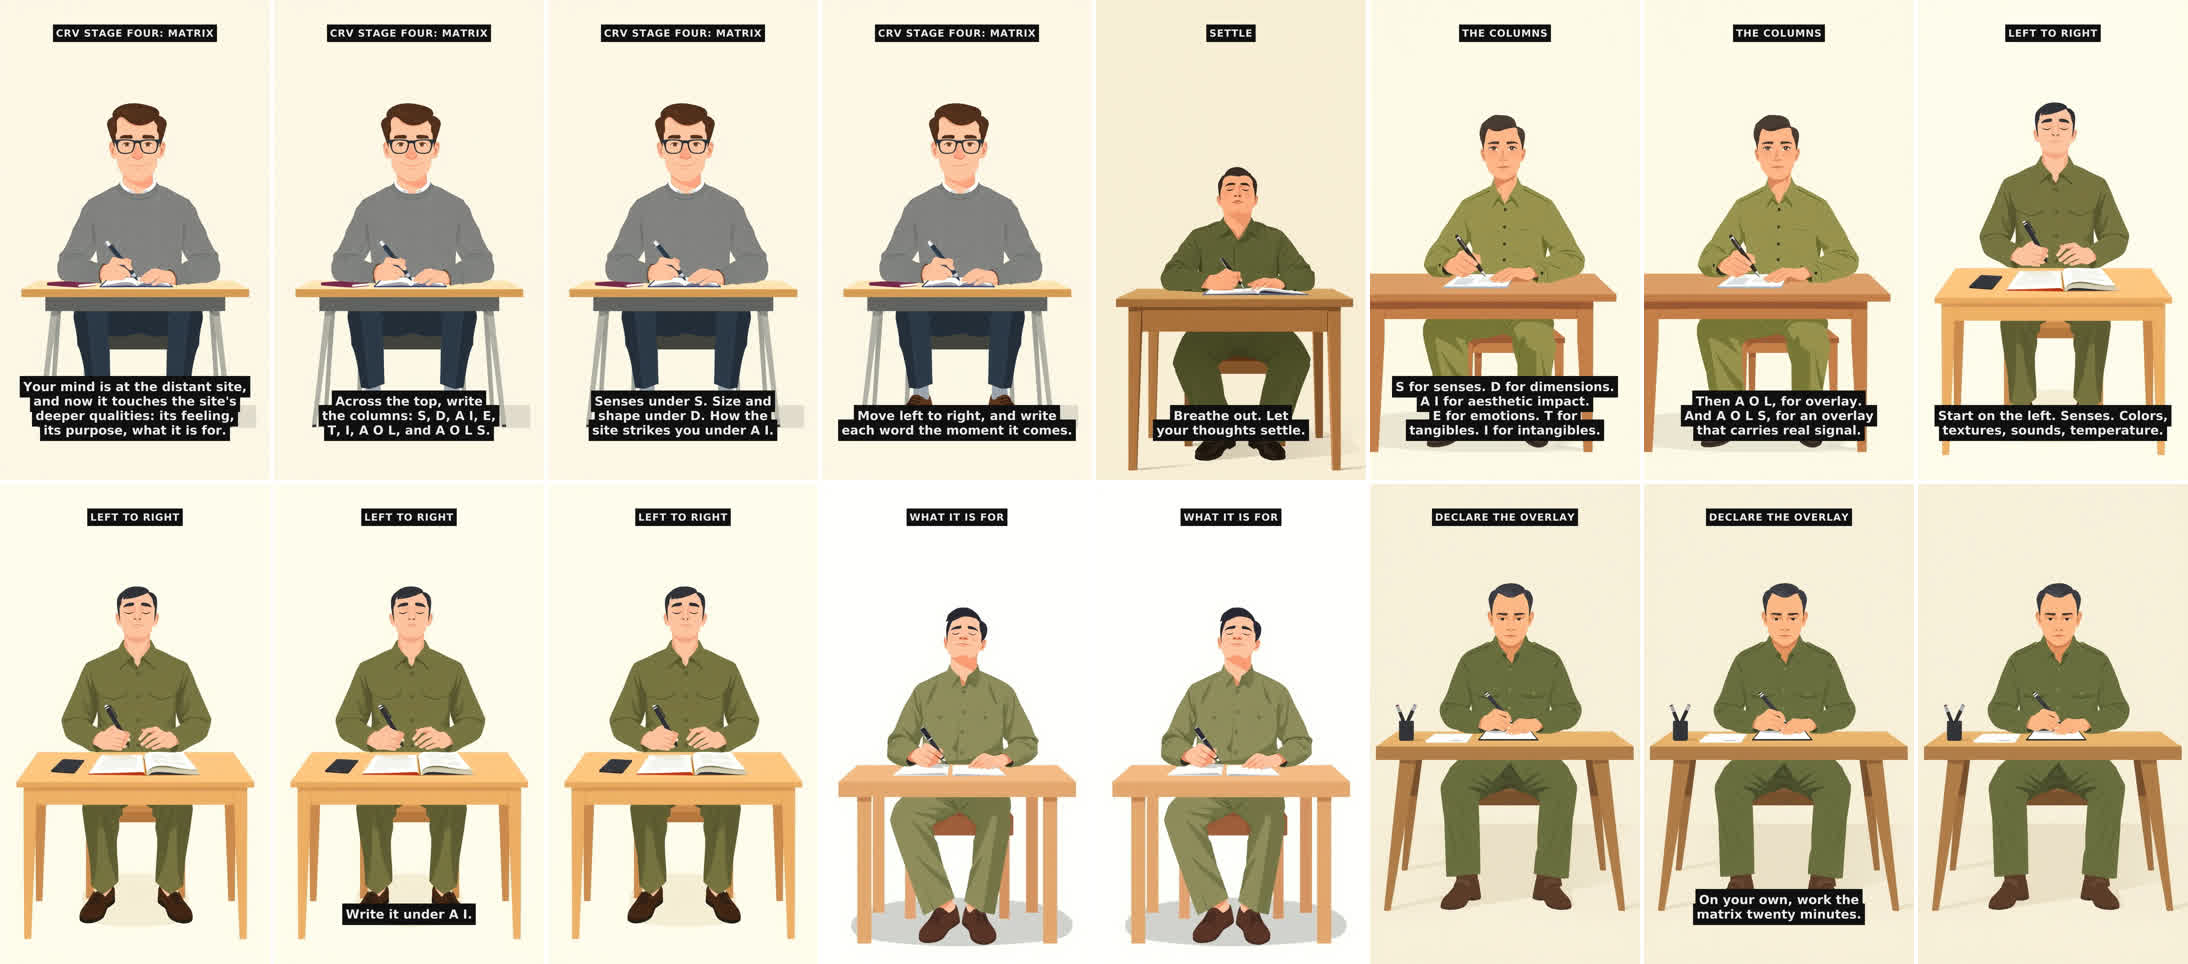 CRV STAGE FOUR: MATRIX
Your mind is at the distant site,
and now it touches the site's
deeper qualities: its feeling,
its purpose, what it is for.
CRV STAGE FOUR: MATRIX
Across the top, write
the columns: S, D, A I, E,
T, I, A O L, and A O L S.
CRV STAGE FOUR: MATRIX
Senses under S. Size and
shape under D. How the
site strikes you under A I.
CRV STAGE FOUR: MATRIX
Move left to right, and write
each word the moment it comes.
SETTLE
Breathe out. Let
your thoughts settle.
THE COLUMNS
S for senses. D for dimensions.
A I for aesthetic impact.
E for emotions. T for
tangibles. I for intangibles.
THE COLUMNS
Then A O L, for overlay.
And A O L S, for an overlay
that carries real signal.
LEFT TO RIGHT
Start on the left. Senses. Colors,
textures, sounds, temperature.
LEFT TO RIGHT
LEFT TO RIGHT
Write it under A I.
LEFT TO RIGHT
WHAT IT IS FOR
WHAT IT IS FOR
DECLARE THE OVERLAY
DECLARE THE OVERLAY
On your own, work the
matrix twenty minutes.